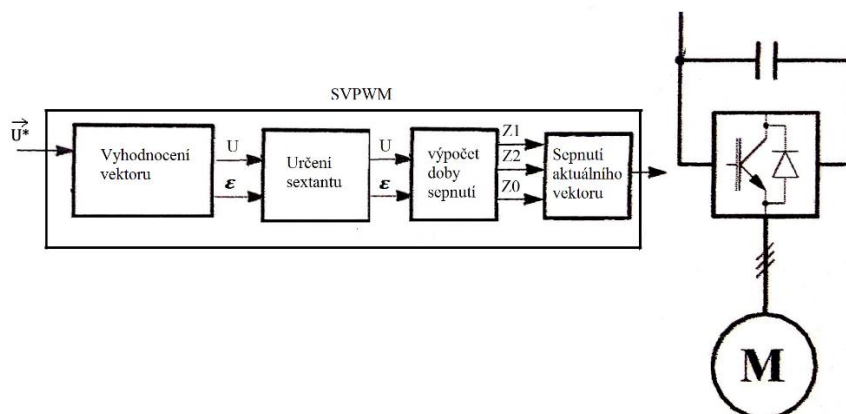 SVPWM
U*
Vyhodnocení
vektoru
U
ε
Určení
sextantu
U
ε
výpočet
doby
sepnutí
Z1
Z2
Z0
Sepnutí
aktuálního
vektoru
M